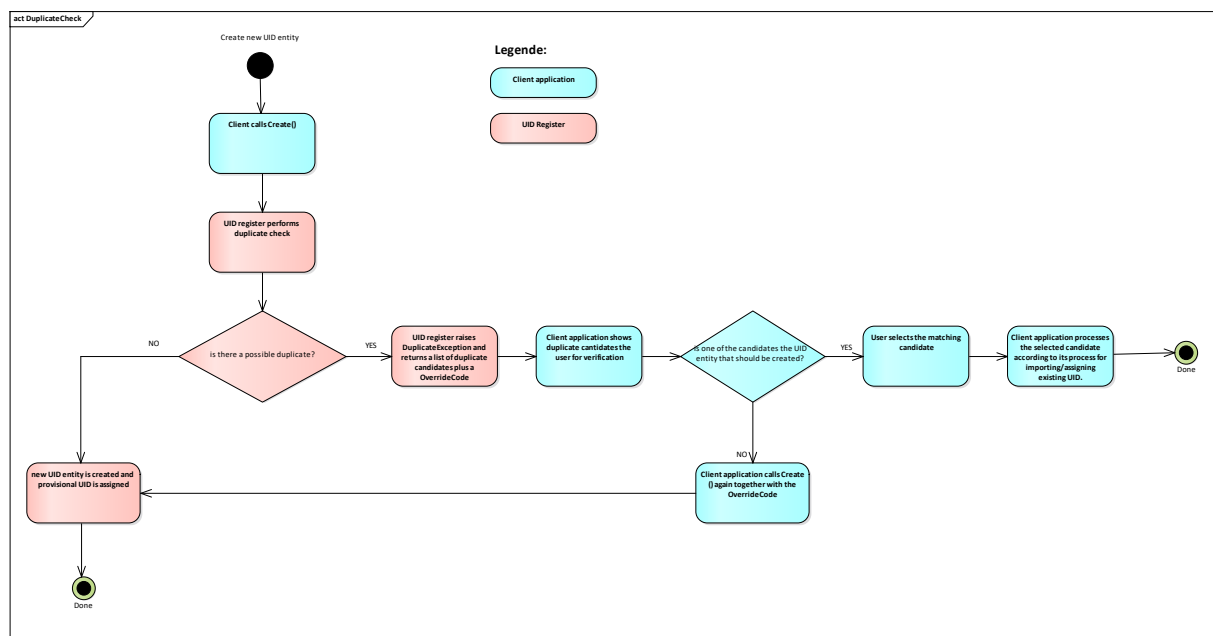 act DuplicateCheck
Create new UID entity
Legende:
Client application
UID Register
Client calls Create()
UID register performs
duplicate check
is there a possible duplicate?
NO
YES
UID register raises
DuplicateException and
returns a list of duplicate
candidates plus a
OverrideCode
Client application shows
duplicate cantidates the
user for verification
is one of the candidates the UID
entity that should be created?
YES
User selects the matching
candidate
Client application processes
the selected candidate
according to its process for
importing/assigning
existing UID.
Done
NO
new UID entity is created and
provisional UID is assigned
Client application calls Create
() again together with the
OverrideCode
Done